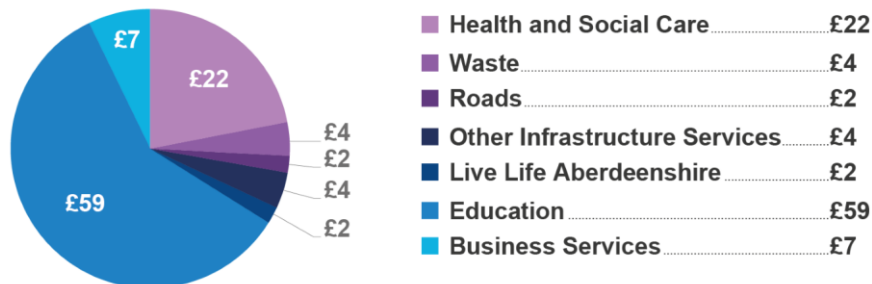 £7
£22
£4
£2
£4
£2
£59
Health and Social Care £22
Waste £4
Roads £2
Other Infrastructure Services £4
Live Life Aberdeenshire £2
Education £59
Business Services £7